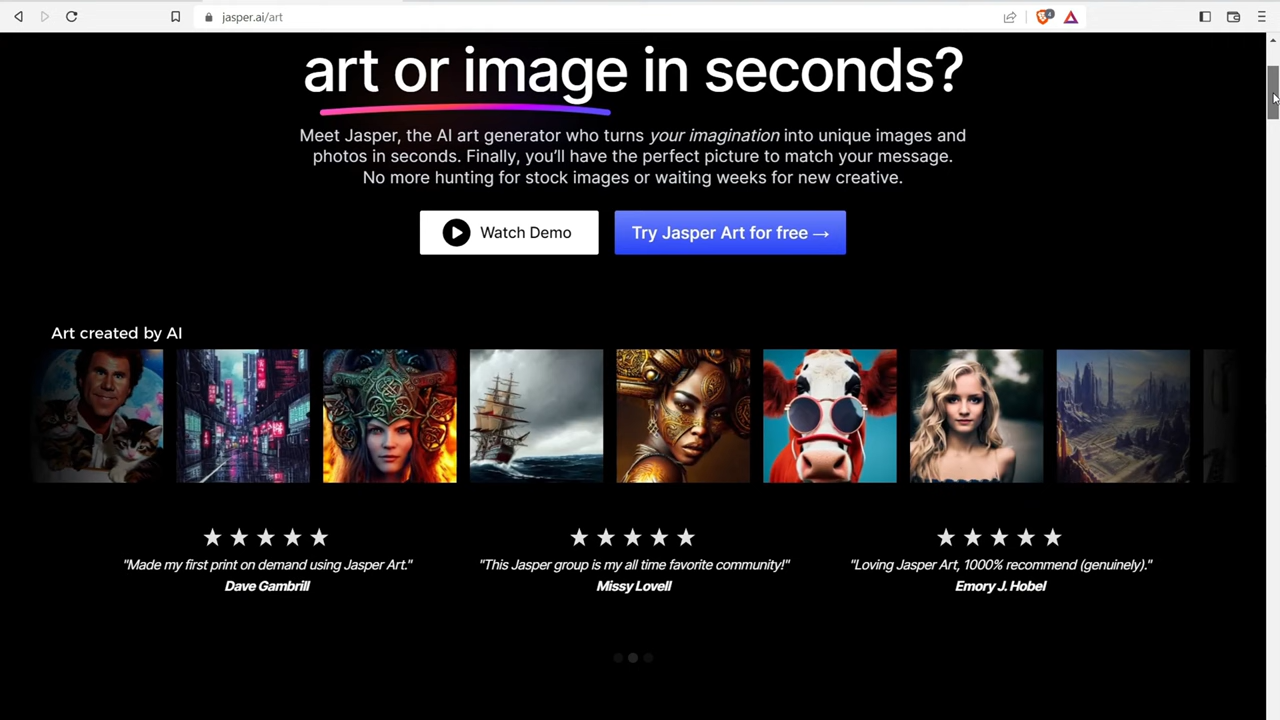 jasper.ai/art
4
art or image in seconds?
Meet Jasper, the AI art generator who turns your imagination into unique images and
photos in seconds. Finally, you’ll have the perfect picture to match your message.
No more hunting for stock images or waiting weeks for new creative.
Watch Demo
Try Jasper Art for free →
Art created by AI
"Made my first print on demand using Jasper Art."
Dave Gambrill
"This Jasper group is my all time favorite community!"
Missy Lovell
"Loving Jasper Art, 1000% recommend (genuinely)."
Emory J. Hobel